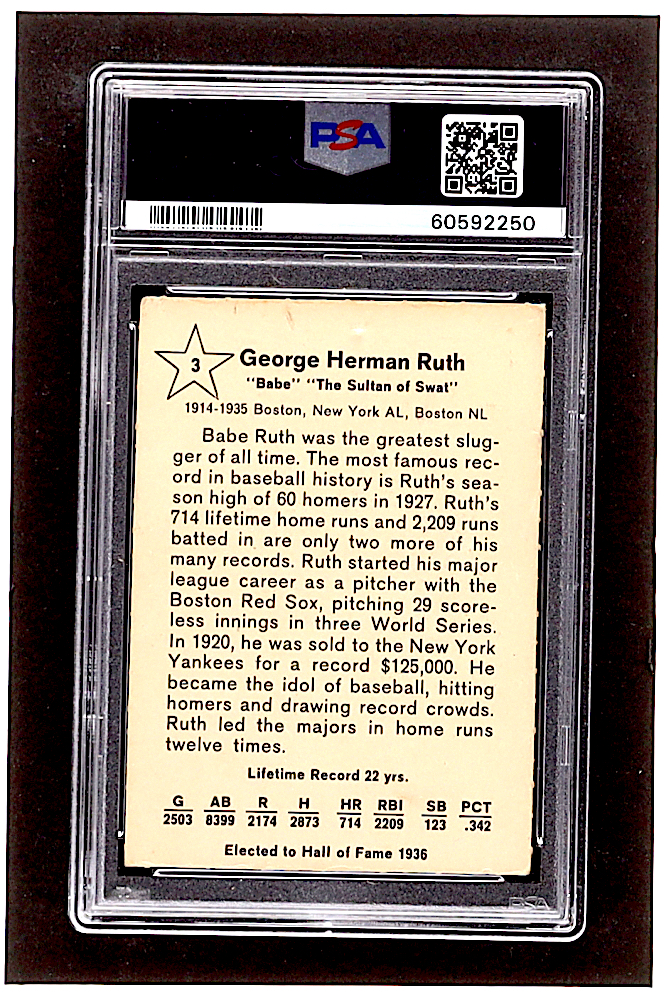 PSA
60592250
3
George Herman Ruth
"Babe" "The Sultan of Swat"
1914-1935 Boston, New York AL, Boston NL
Babe Ruth was the greatest slug-
ger of all time. The most famous rec-
ord in baseball history is Ruth's sea-
son high of 60 homers in 1927. Ruth's
714 lifetime home runs and 2,209 runs
batted in are only two more of his
many records. Ruth started his major
league career as a pitcher with the
Boston Red Sox, pitching 29 score-
less innings in three World Series.
In 1920, he was sold to the New York
Yankees for a record $125,000. He
became the idol of baseball, hitting
homers and drawing record crowds.
Ruth led the majors in home runs
twelve times.
Lifetime Record 22 yrs.
G AB R H HR RBI SB PCT
2503 8399 2174 2873 714 2209 123 .342
Elected to Hall of Fame 1936
PSA